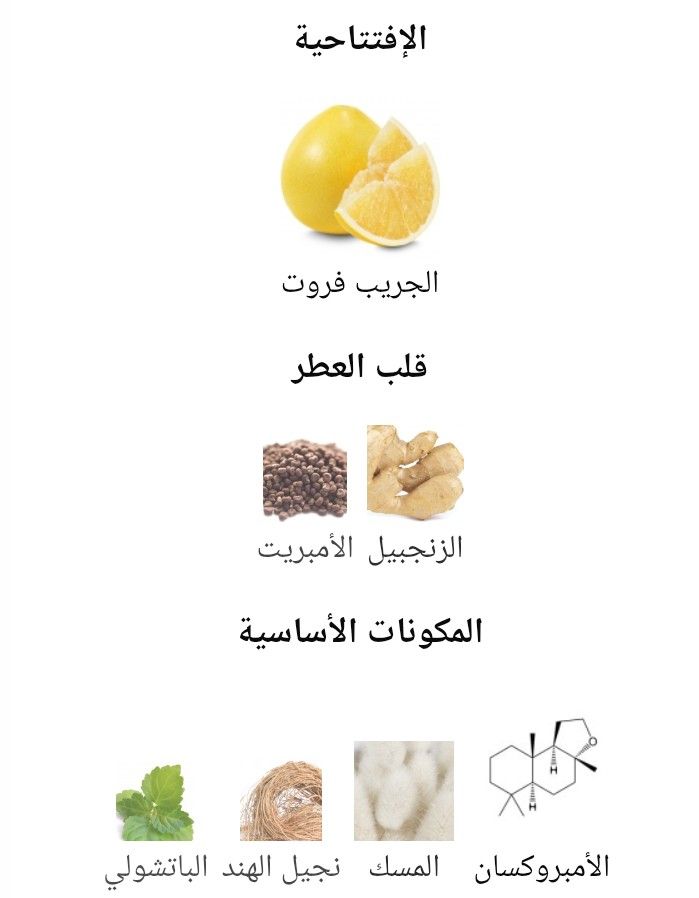 الإفتتاحية
الجريب فروت
قلب العطر
الزنجبيل الأمبريت
المكونات الأساسية
O
H
H
الأمبروكسان المسك نجيل الهند الباتشولي